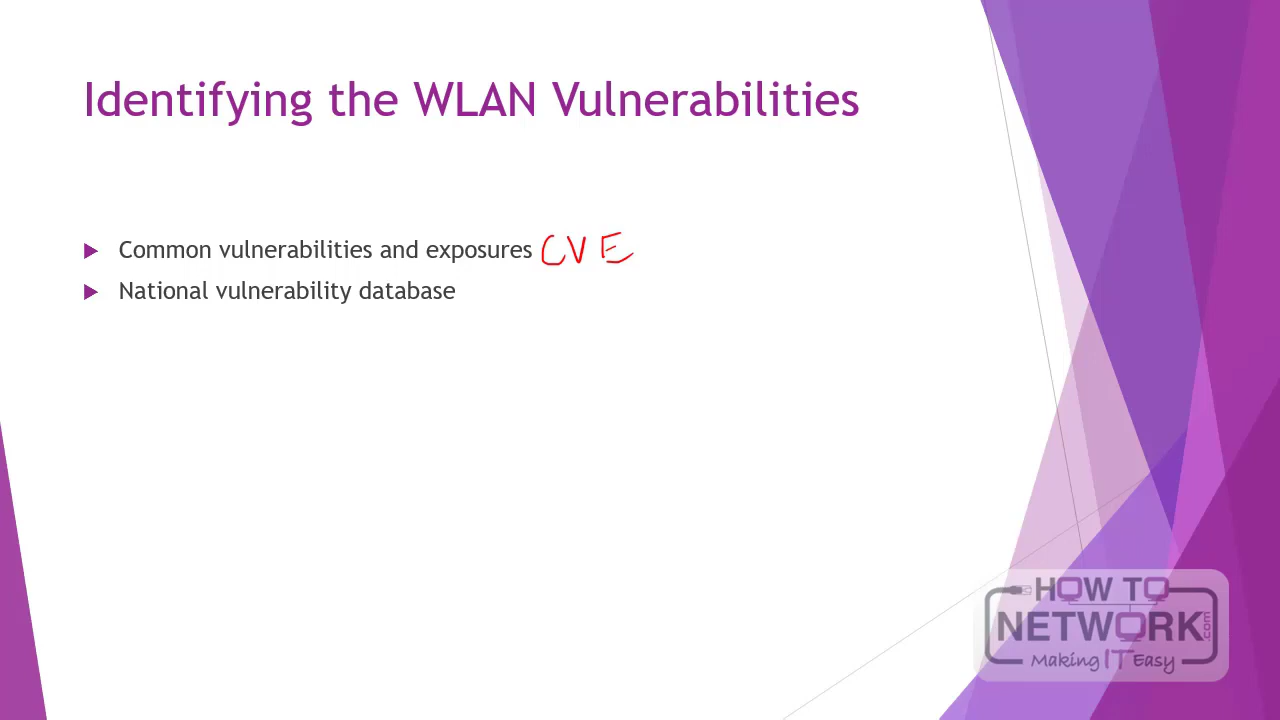 Identifying the WLAN Vulnerabilities
Common vulnerabilities and exposures CVE
National vulnerability database
HOW TO
NETWORK.com
Making IT Easy